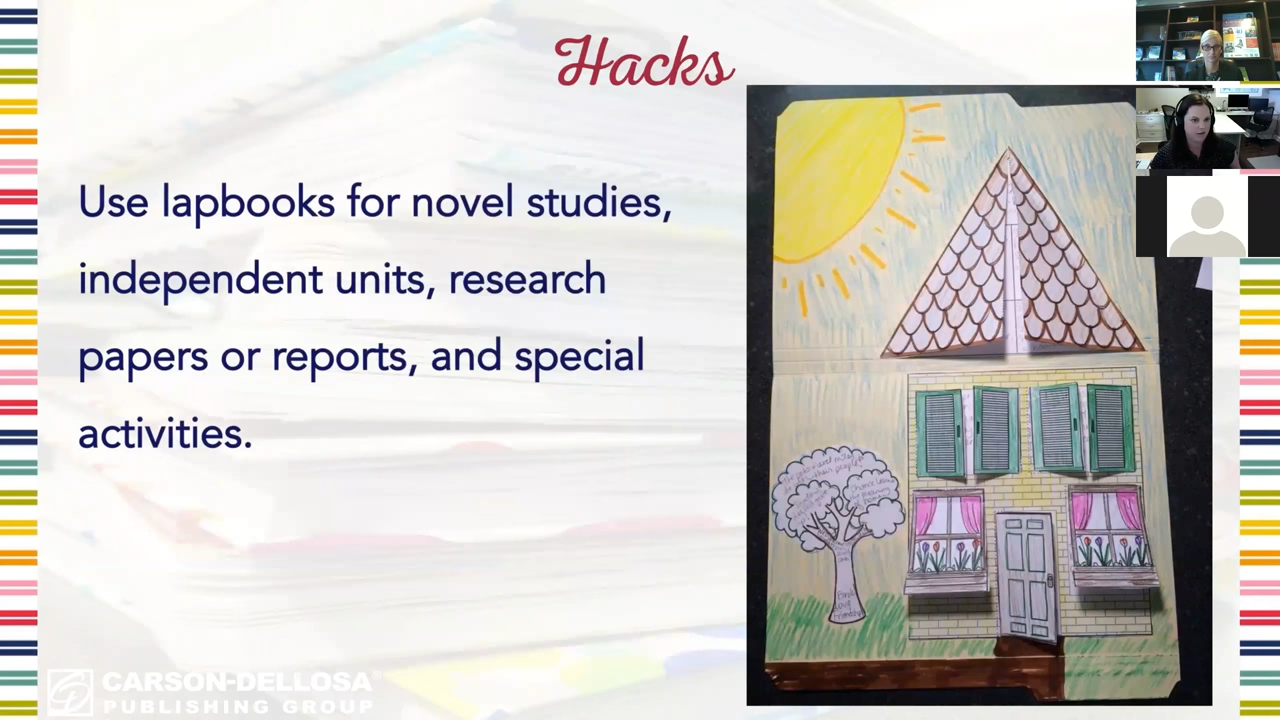 Hacks
Use lapbooks for novel studies,
independent units, research
papers or reports, and special
activities.
CARSON-DELLOSA
PUBLISHING GROUP